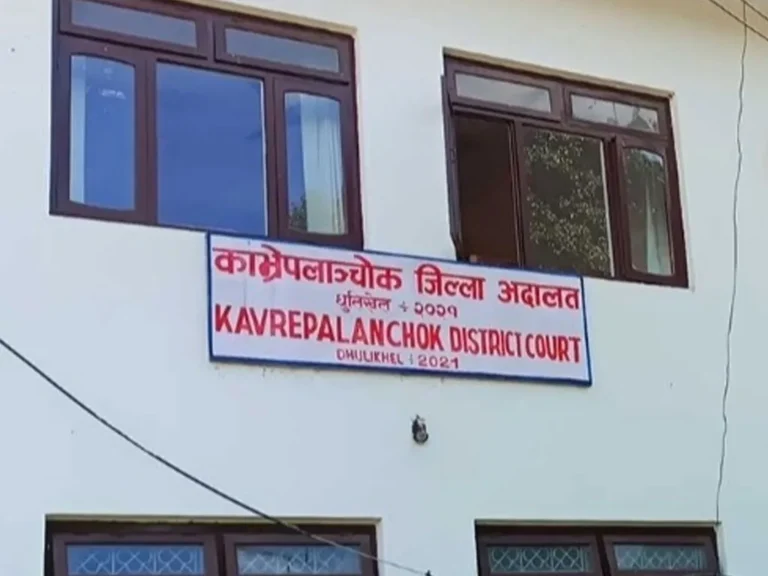 काभ्रेपलाञ्चोक जिल्ला अदालत
धुलिखेल ÷ २०२१
KAVREPALANCHOK DISTRICT COURT
DHULIKHEL ÷ 2021